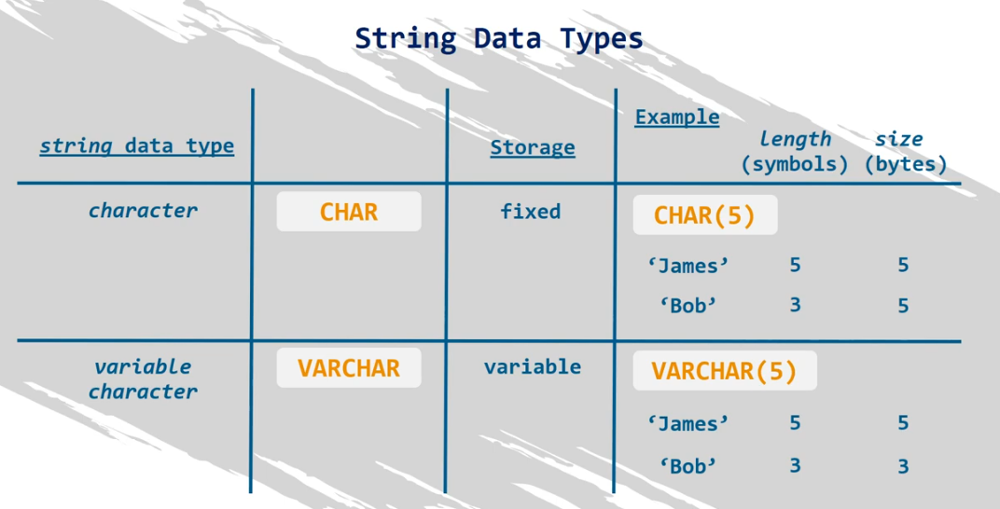 String Data Types
string data type
Storage
Example
length
(symbols)
size
(bytes)
character
CHAR
fixed
CHAR(5)
‘James’ 5 5
‘Bob’ 3 5
variable
character
VARCHAR
variable
VARCHAR(5)
‘James’ 5 5
‘Bob’ 3 3